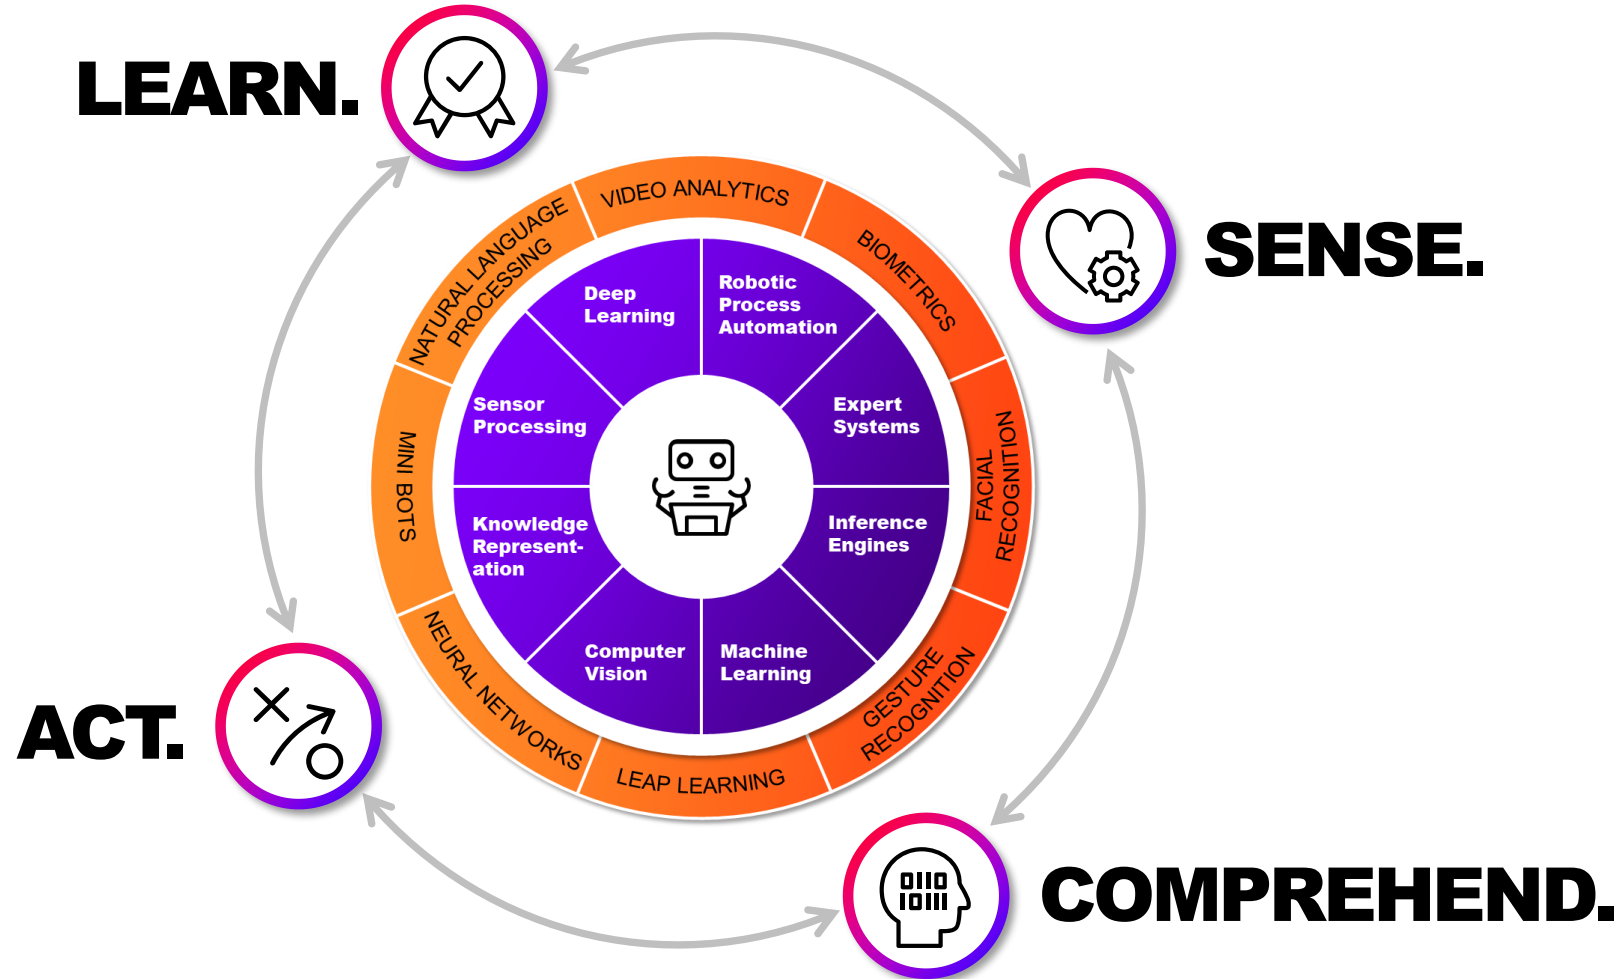 LEARN.
SENSE.
COMPREHEND.
ACT.
VIDEO ANALYTICS
BIOMETRICS
FACIAL
RECOGNITION
GESTURE
RECOGNITION
LEAP LEARNING
NEURAL NETWORKS
MINI BOTS
NATURAL LANGUAGE
PROCESSING
Deep
Learning
Robotic
Process
Automation
Expert
Systems
Inference
Engines
Machine
Learning
Computer
Vision
Knowledge
Represent-
ation
Sensor
Processing
0110
10111